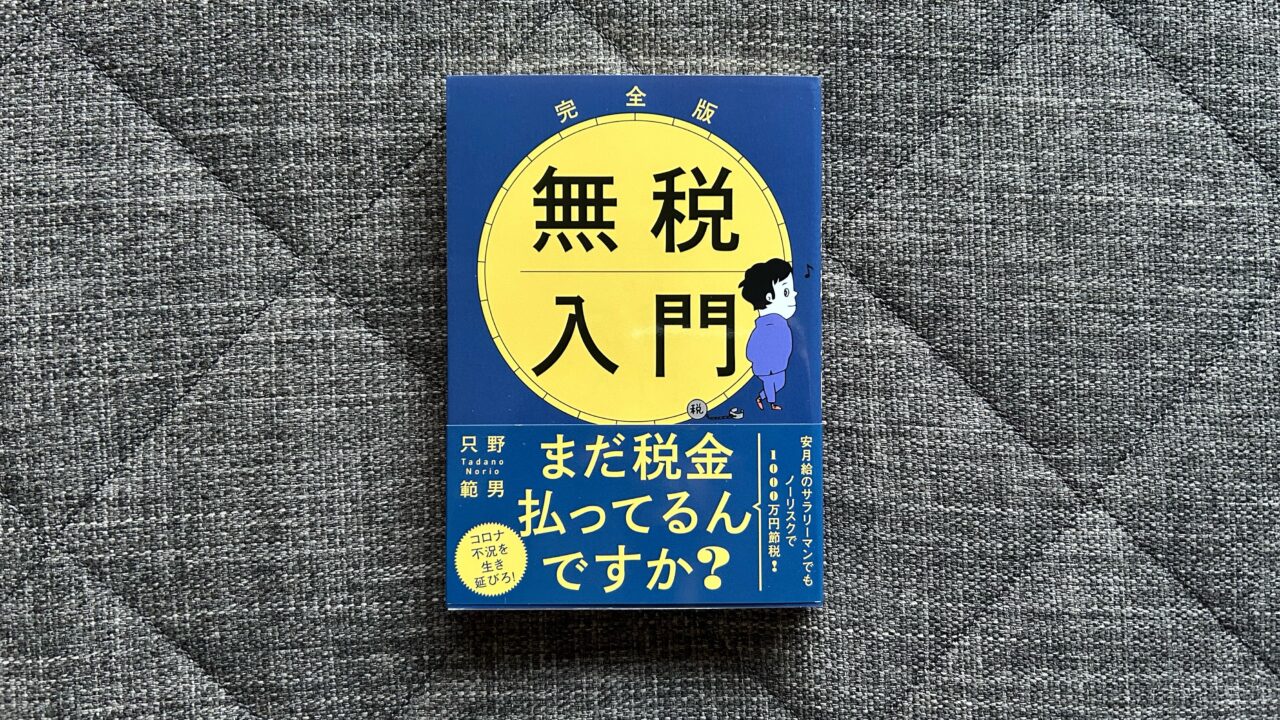 完全版
無税
入門
税
只野
Tadano
Norio
範男
まだ税金
払ってるん
ですか?
安月給のサラリーマンでも
ノーリスクで
1000万円節税!
コロナ
不況を
生き
延びろ!